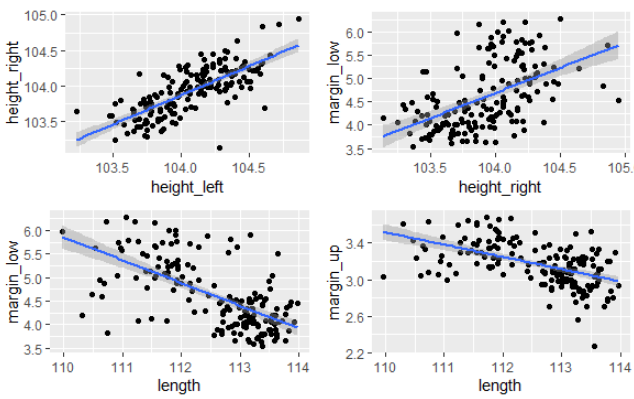 height_right
105.0
104.5
104.0
103.5
103.5 104.0 104.5
height_left
margin_low
6.0
5.5
5.0
4.5
4.0
3.5
103.5 104.0 104.5 105.
height_right
margin_low
6.0
5.5
5.0
4.5
4.0
3.5
110 111 112 113 114
length
margin_up
3.4
3.0
2.6
2.2
110 111 112 113 114
length